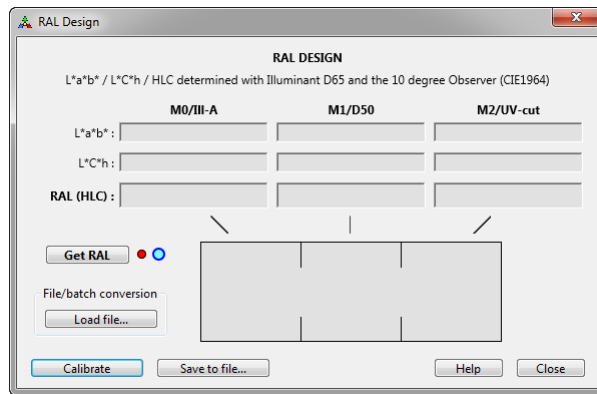 RAL Design
RAL DESIGN
L*a*b* / L*C*h / HLC determined with Illuminant D65 and the 10 degree Observer (CIE1964)
M0/Ill-A M1/D50 M2/UV-cut
L*a*b* :
L*C*h :
RAL (HLC) :
Get RAL
File/batch conversion
Load file...
Calibrate Save to file... Help Close